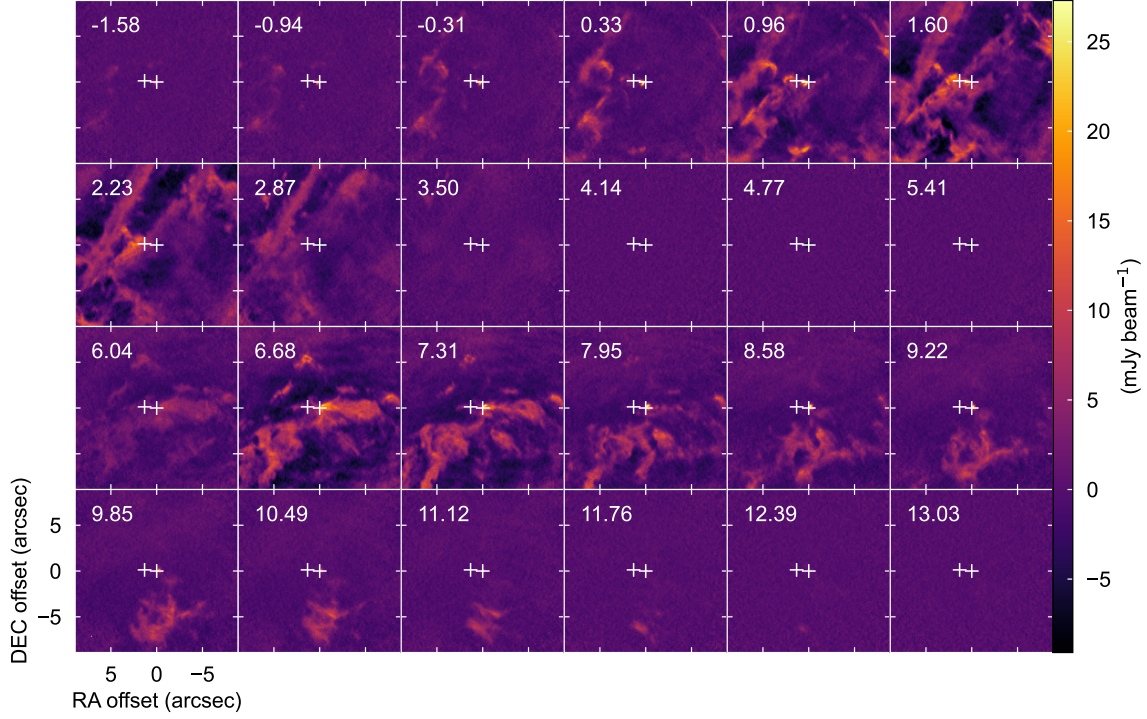 -1.58 -0.94 -0.31 0.33 0.96 1.60
2.23 2.87 3.50 4.14 4.77 5.41
6.04 6.68 7.31 7.95 8.58 9.22
9.85 10.49 11.12 11.76 12.39 13.03
5
0
−5
DEC offset (arcsec)
5 0 −5
RA offset (arcsec)
25
20
15
10
5
0
−5
(mJy beam⁻¹)